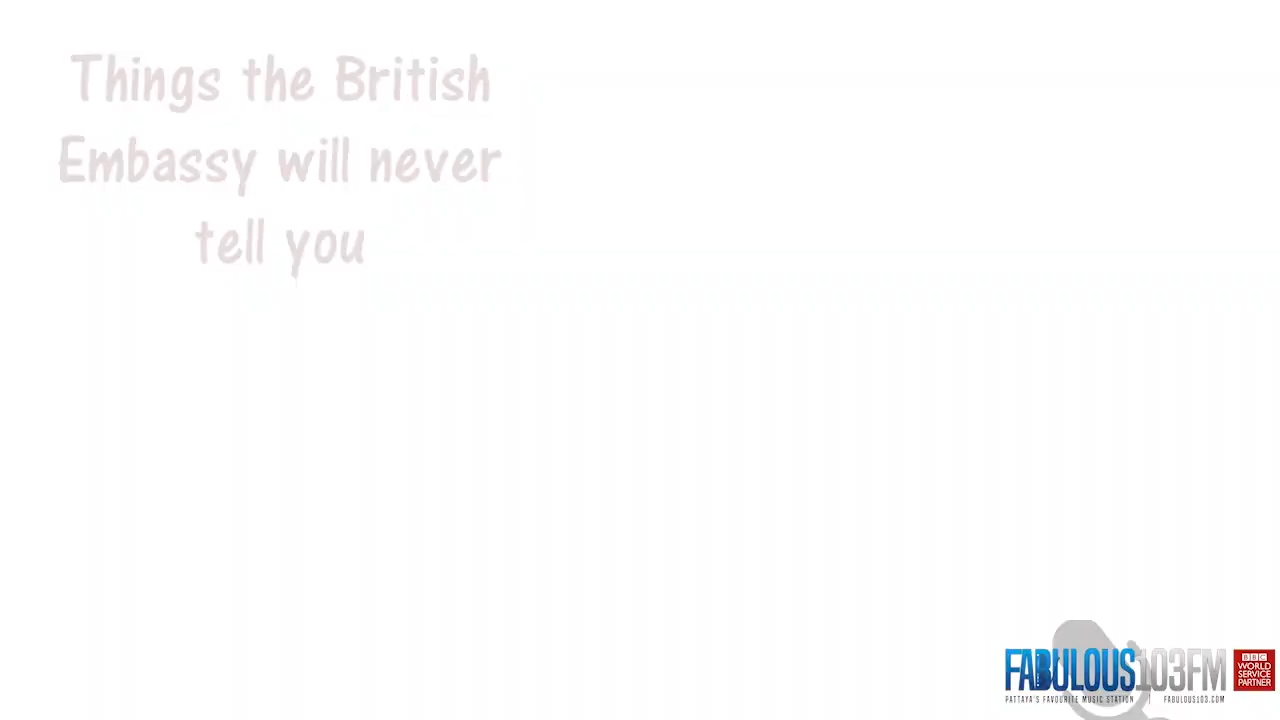 Things the British
Embassy will never
tell you
FABULOUS103FM
PATTAYA'S FAVOURITE MUSIC STATION
FABULOUS103.COM
BBC
WORLD
SERVICE
PARTNER